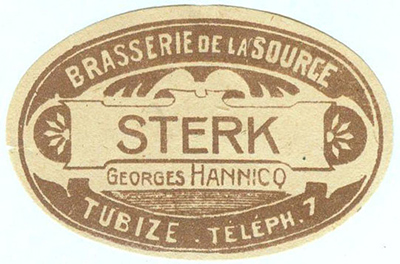 BRASSERIE DE LA SOURCE
STERK
GEORGES HANNICQ
TUBIZE . TÉLÉPH. 7